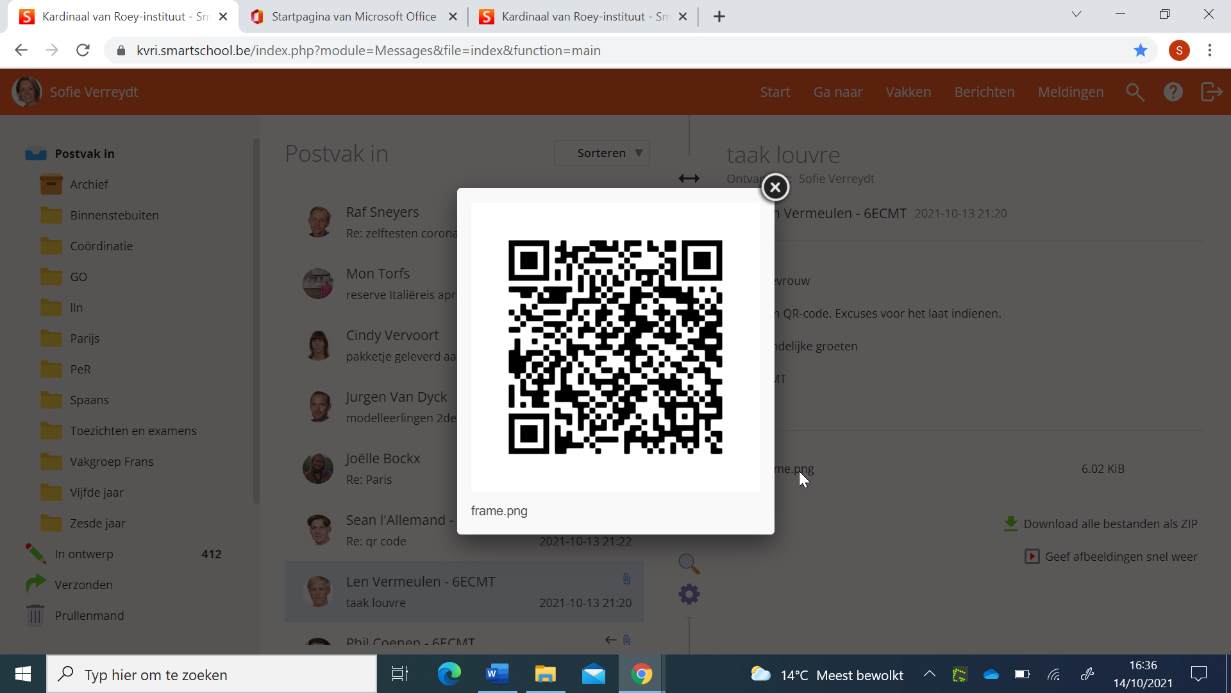 Kardinaal van Roey-instituut - Sm
Startpagina van Microsoft Office
Kardinaal van Roey-instituut - Sm
kvri.smartschool.be/index.php?module=Messages&file=index&function=main
S
Sofie Verreydt
Start
Ga naar
Vakken
Berichten
Meldingen
Postvak in
Archief
Binnenstebuiten
Coördinatie
GO
lln
Parijs
PeR
Spaans
Toezichten en examens
Vakgroep Frans
Vijfde jaar
Zesde jaar
In ontwerp 412
Verzonden
Prullenmand
Postvak in
Sorteren
Raf Sneyers
Re: zelftesten corona
Mon Torfs
reserve Italiëreis apr
Cindy Vervoort
pakketje geleverd aa
Jurgen Van Dyck
modelleerlingen 2de
Joëlle Bockx
Re: Paris
Sean l'Allemand -
Re: qr code 2021-10-13 21:22
Len Vermeulen - 6ECMT
taak louvre 2021-10-13 21:20
Phil Coenen - 6ECMT
frame.png
taak louvre
Sofie Verreydt
Vermeulen - 6ECMT 2021-10-13 21:20
evrouw
QR-code. Excuses voor het laat indienen.
delijke groeten
MT
me.png 6.02 KiB
Download alle bestanden als ZIP
Geef afbeeldingen snel weer
Typ hier om te zoeken
14°C Meest bewolkt
16:36
14/10/2021